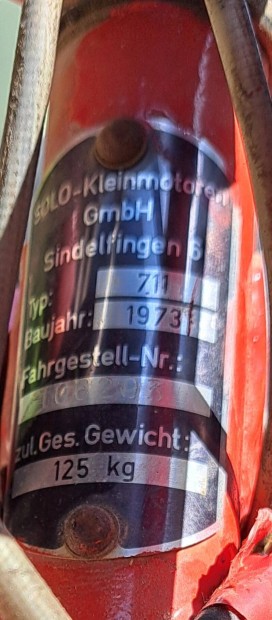 SOLO-Kleinmotoren
GmbH
Sindelfingen 6
Typ: 711
Baujahr: 1973
Fahrgestell-Nr.:
zul. Ges. Gewicht:
125 kg